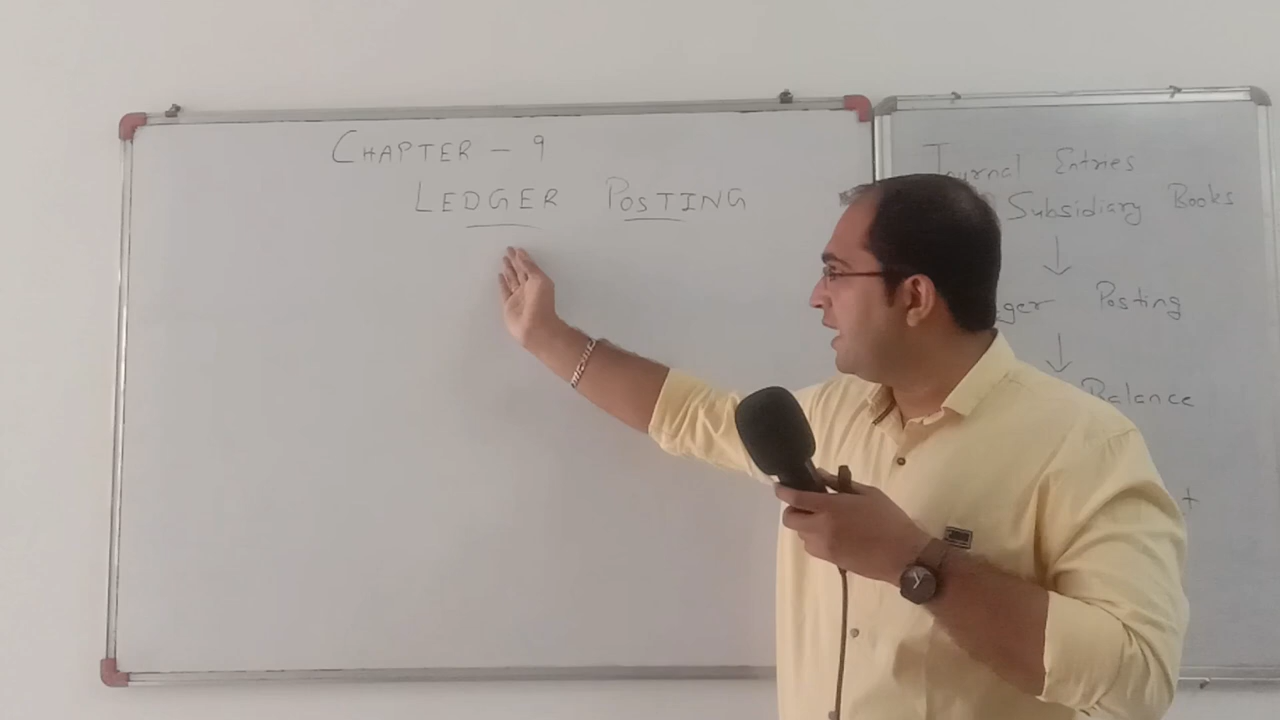 CHAPTER - 9
LEDGER POSTING
Journal Entries
Subsidiary Books
Posting
Balance